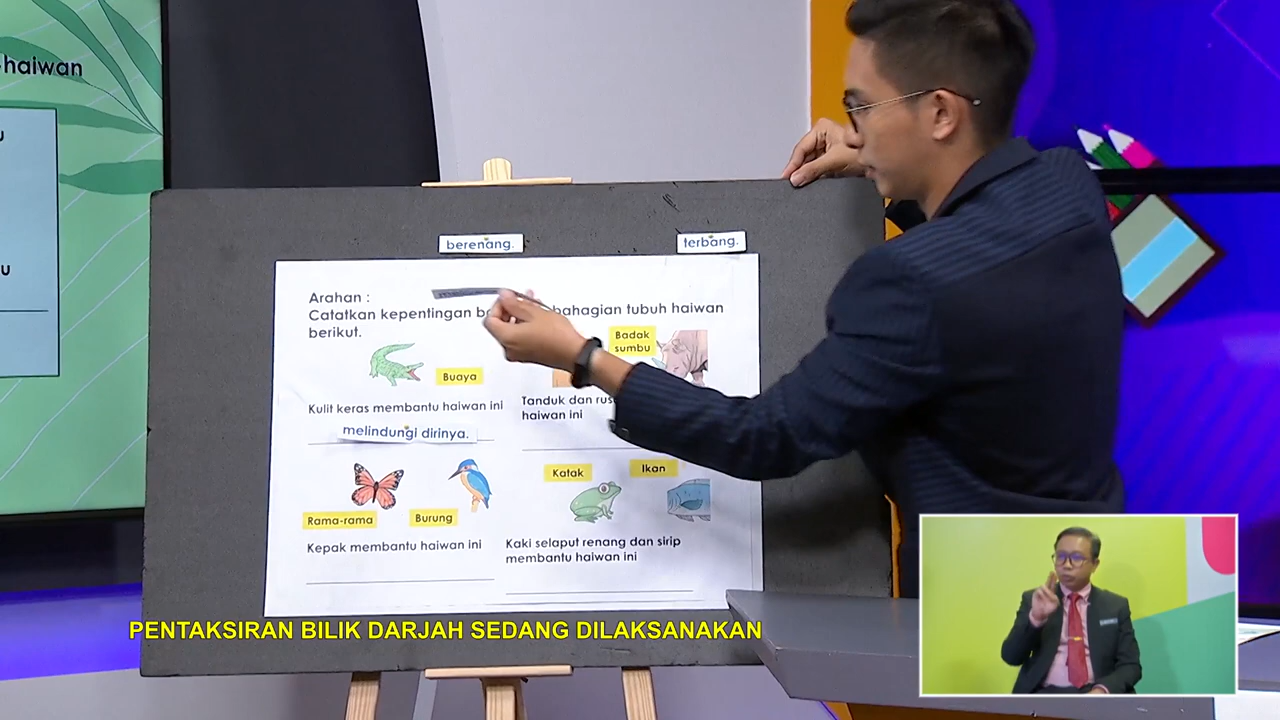 haiwan
berenang.
terbang.
Arahan :
Catatkan kepentingan bahagian tubuh haiwan
berikut.
Badak
sumbu
Buaya
Kulit keras membantu haiwan ini
melindungi dirinya.
Tanduk dan
haiwan ini
Katak
Ikan
Rama-rama
Burung
Kepak membantu haiwan ini
Kaki selaput renang dan sirip
membantu haiwan ini
PENTAKSIRAN BILIK DARJAH SEDANG DILAKSANAKAN